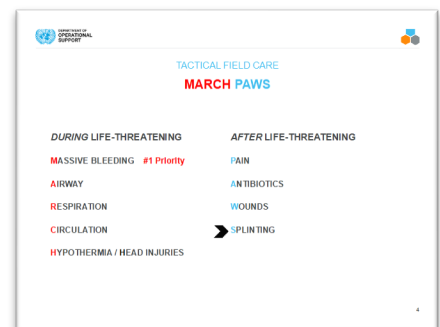 DEPARTMENT OF
OPERATIONAL
SUPPORT
TACTICAL FIELD CARE
MARCH PAWS
DURING LIFE-THREATENING
MASSIVE BLEEDING #1 Priority
AIRWAY
RESPIRATION
CIRCULATION
HYPOTHERMIA / HEAD INJURIES
AFTER LIFE-THREATENING
PAIN
ANTIBIOTICS
WOUNDS
SPLINTING
4